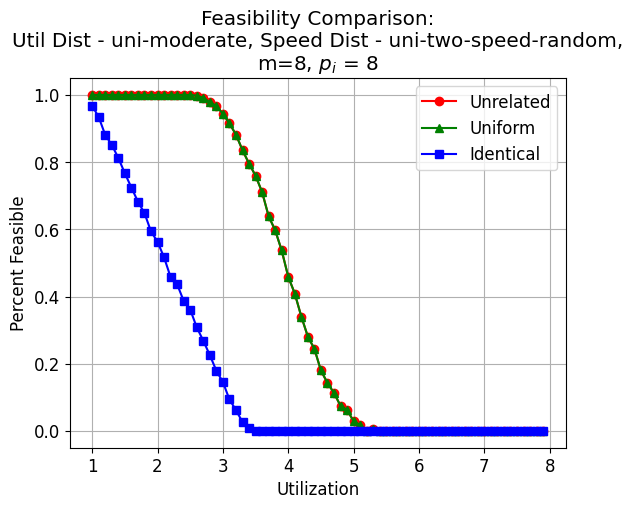 Feasibility Comparison:
Util Dist - uni-moderate, Speed Dist - uni-two-speed-random,
m=8, pᵢ = 8
Unrelated
Uniform
Identical
Percent Feasible
1.0
0.8
0.6
0.4
0.2
0.0
1 2 3 4 5 6 7 8
Utilization